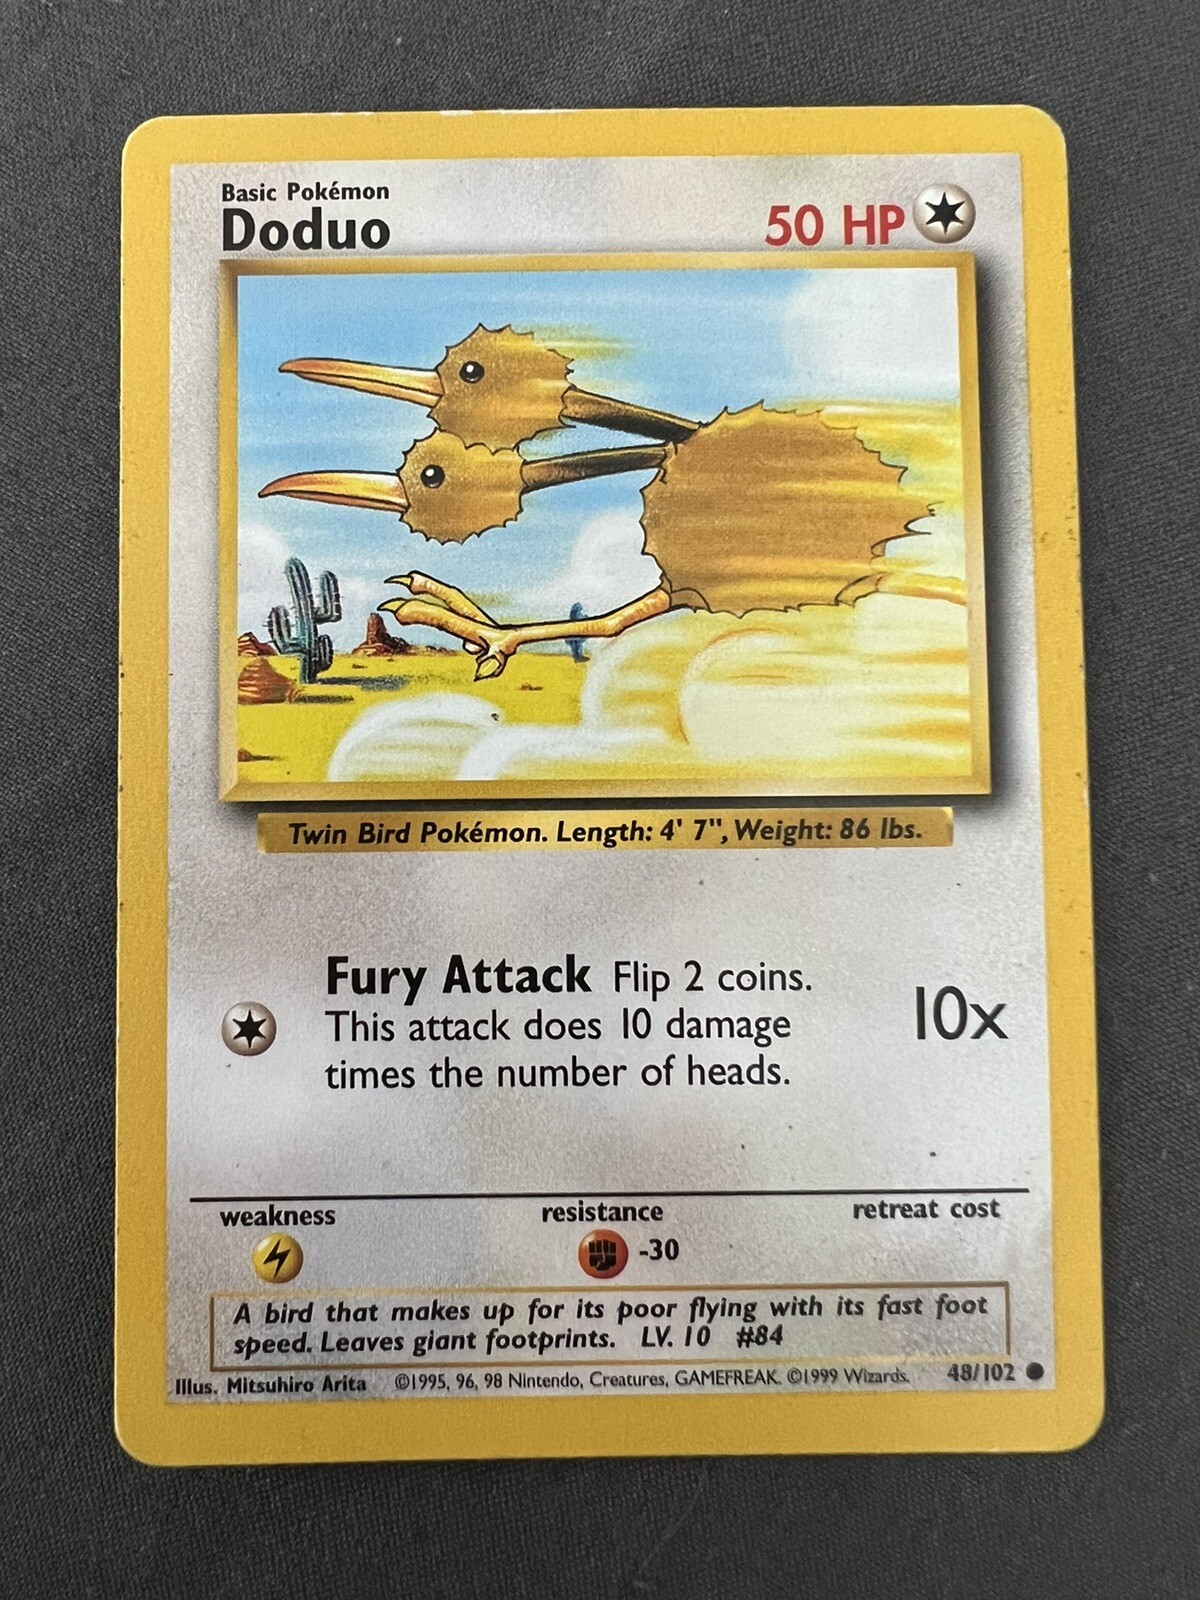 Basic Pokémon
Doduo
50 HP
Twin Bird Pokémon. Length: 4' 7", Weight: 86 lbs.
Fury Attack Flip 2 coins.
This attack does 10 damage
times the number of heads.
10x
weakness
resistance
retreat cost
-30
A bird that makes up for its poor flying with its fast foot
speed. Leaves giant footprints. LV. 10 #84
Illus. Mitsuhiro Arita ©1995, 96, 98 Nintendo, Creatures, GAMEFREAK. ©1999 Wizards. 48/102